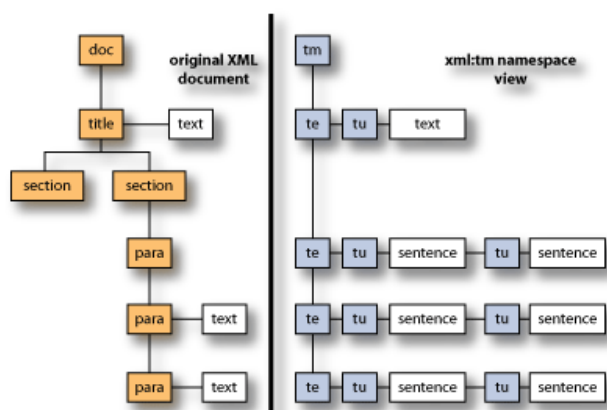 doc
original XML
document
title
text
section
section
para
para
text
para
text
tm
xml:tm namespace
view
te
tu
text
te
tu
sentence
tu
sentence
te
tu
sentence
tu
sentence
te
tu
sentence
tu
sentence